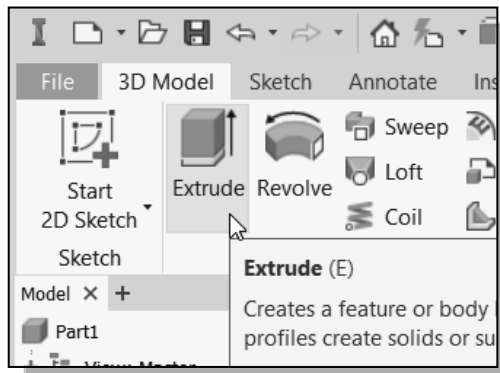 File 3D Model Sketch Annotate Ins
Start
2D Sketch
Extrude
Revolve
Sweep
Loft
Coil
Sketch
Model × +
Part1
Extrude (E)
Creates a feature or body
profiles create solids or su